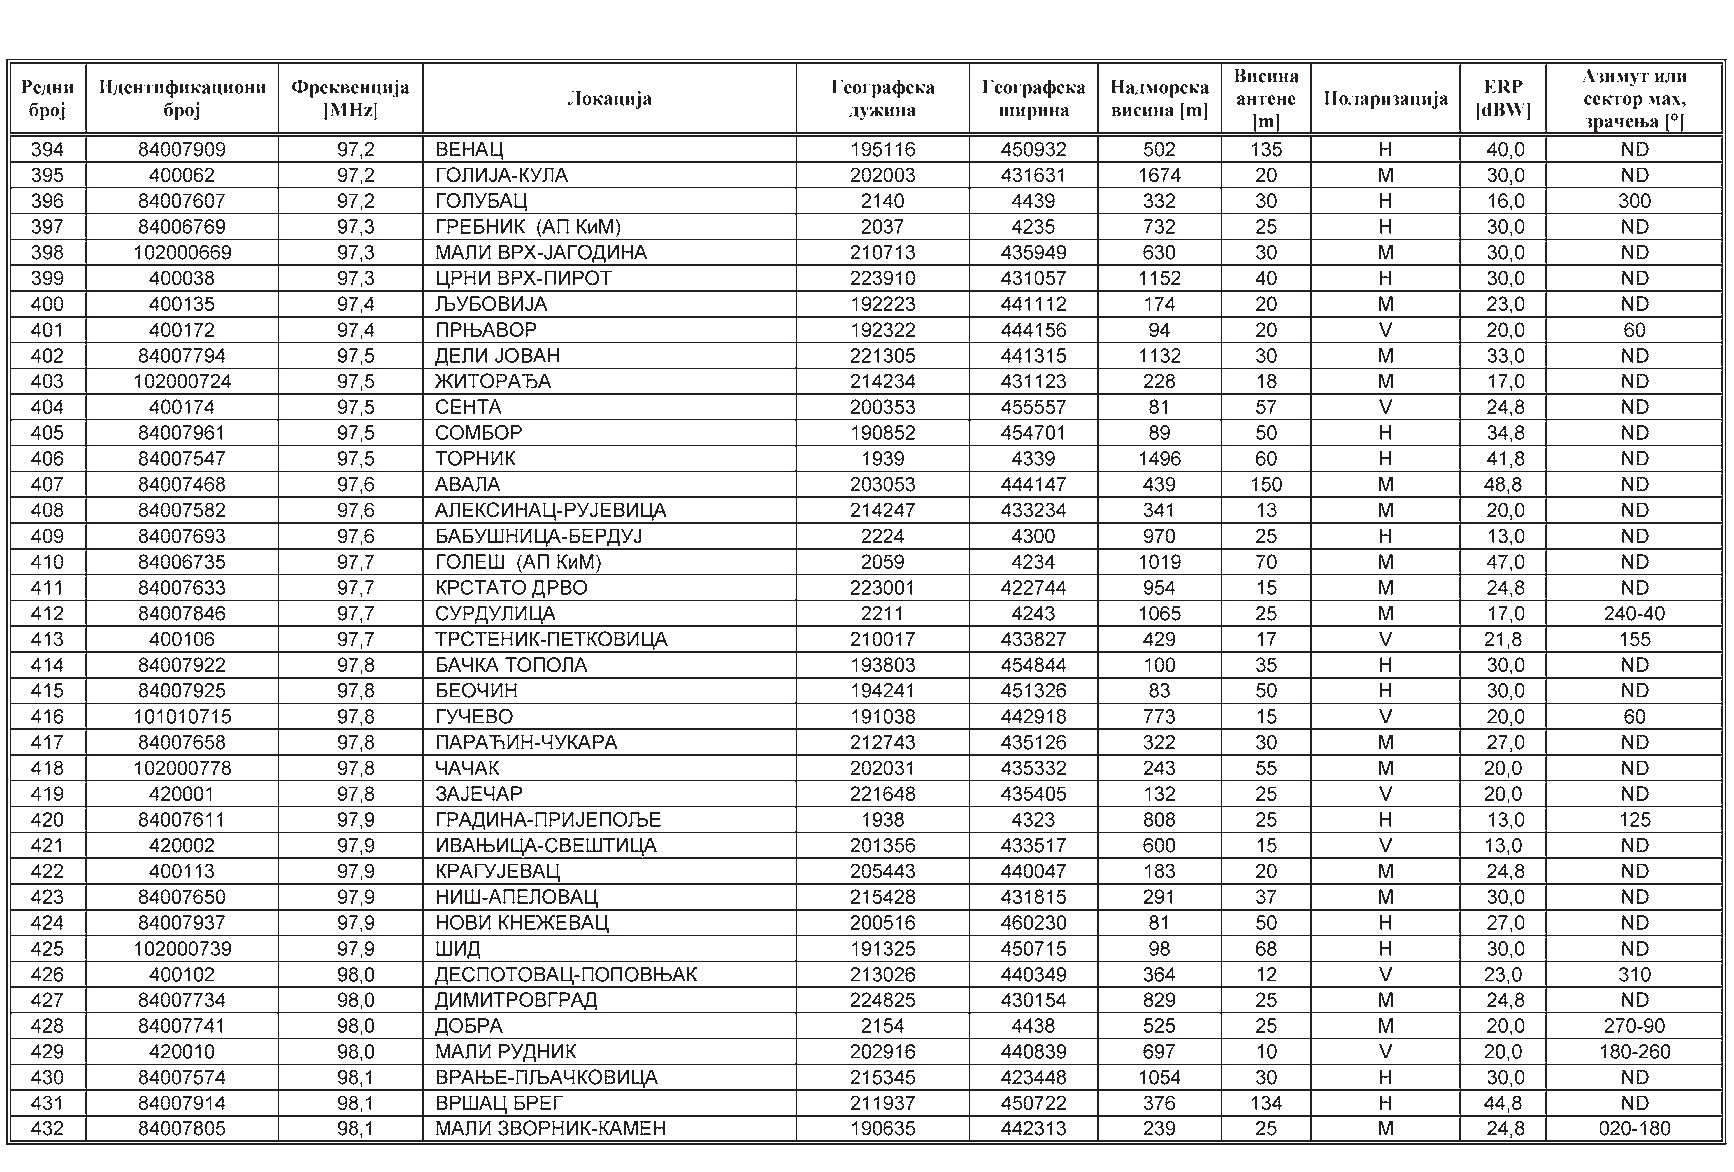 Редни број | Идентификациони број | Фреквенција [MHz] | Локација | Географска дужина | Географска ширина | Надморска висина [m] | Висина антене [m] | Поларизација | ERP [dBW] | Азимут или сектор мах, зрачења [°]
394 84007909 97,2 ВЕНАЦ 195116 450932 502 135 H 40,0 ND
395 400062 97,2 ГОЛИЈА-КУЛА 202003 431631 1674 20 M 30,0 ND
396 84007607 97,2 ГОЛУБАЦ 2140 4439 332 30 H 16,0 300
397 84006769 97,3 ГРЕБНИК (АП КиМ) 2037 4235 732 25 H 30,0 ND
398 102000669 97,3 МАЛИ ВРХ-ЈАГОДИНА 210713 435949 630 30 M 30,0 ND
399 400038 97,3 ЦРНИ ВРХ-ПИРОТ 223910 431057 1152 40 H 30,0 ND
400 400135 97,4 ЉУБОВИЈА 192223 441112 174 20 M 23,0 ND
401 400172 97,4 ПРЊАВОР 192322 444156 94 20 V 20,0 60
402 84007794 97,5 ДЕЛИ ЈОВАН 221305 441315 1132 30 M 33,0 ND
403 102000724 97,5 ЖИТОРАЂА 214234 431123 228 18 M 17,0 ND
404 400174 97,5 СЕНТА 200353 455557 81 57 V 24,8 ND
405 84007961 97,5 СОМБОР 190852 454701 89 50 H 34,8 ND
406 84007547 97,5 ТОРНИК 1939 4339 1496 60 H 41,8 ND
407 84007468 97,6 АВАЛА 203053 444147 439 150 M 48,8 ND
408 84007582 97,6 АЛЕКСИНАЦ-РУЈЕВИЦА 214247 433234 341 13 M 20,0 ND
409 84007693 97,6 БАБУШНИЦА-БЕРДУЈ 2224 4300 970 25 H 13,0 ND
410 84006735 97,7 ГОЛЕШ (АП КиМ) 2059 4234 1019 70 M 47,0 ND
411 84007633 97,7 КРСТАТО ДРВО 223001 422744 954 15 M 24,8 ND
412 84007846 97,7 СУРДУЛИЦА 2211 4243 1065 25 M 17,0 240-40
413 400106 97,7 ТРСТЕНИК-ПЕТКОВИЦА 210017 433827 429 17 V 21,8 155
414 84007922 97,8 БАЧКА ТОПОЛА 193803 454844 100 35 H 30,0 ND
415 84007925 97,8 БЕОЧИН 194241 451326 83 50 H 30,0 ND
416 101010715 97,8 ГУЧЕВО 191038 442918 773 15 V 20,0 60
417 84007658 97,8 ПАРАЋИН-ЧУКАРА 212743 435126 322 30 M 27,0 ND
418 102000778 97,8 ЧАЧАК 202031 435332 243 55 M 20,0 ND
419 420001 97,8 ЗАЈЕЧАР 221648 435405 132 25 V 20,0 ND
420 84007611 97,9 ГРАДИНА-ПРИЈЕПОЉЕ 1938 4323 808 25 H 13,0 125
421 420002 97,9 ИВАЊИЦА-СВЕШТИЦА 201356 433517 600 15 V 13,0 ND
422 400113 97,9 КРАГУЈЕВАЦ 205443 440047 183 20 M 24,8 ND
423 84007650 97,9 НИШ-АПЕЛОВАЦ 215428 431815 291 37 M 30,0 ND
424 84007937 97,9 НОВИ КНЕЖЕВАЦ 200516 460230 81 50 H 27,0 ND
425 102000739 97,9 ШИД 191325 450715 98 68 H 30,0 ND
426 400102 98,0 ДЕСПОТОВАЦ-ПОПОВЊАК 213026 440349 364 12 V 23,0 310
427 84007734 98,0 ДИМИТРОВГРАД 224825 430154 829 25 M 24,8 ND
428 84007741 98,0 ДОБРА 2154 4438 525 25 M 20,0 270-90
429 420010 98,0 МАЛИ РУДНИК 202916 440839 697 10 V 20,0 180-260
430 84007574 98,1 ВРАЊЕ-ПЉАЧКОВИЦА 215345 423448 1054 30 H 30,0 ND
431 84007914 98,1 ВРШАЦ БРЕГ 211937 450722 376 134 H 44,8 ND
432 84007805 98,1 МАЛИ ЗВОРНИК-КАМЕН 190635 442313 239 25 M 24,8 020-180